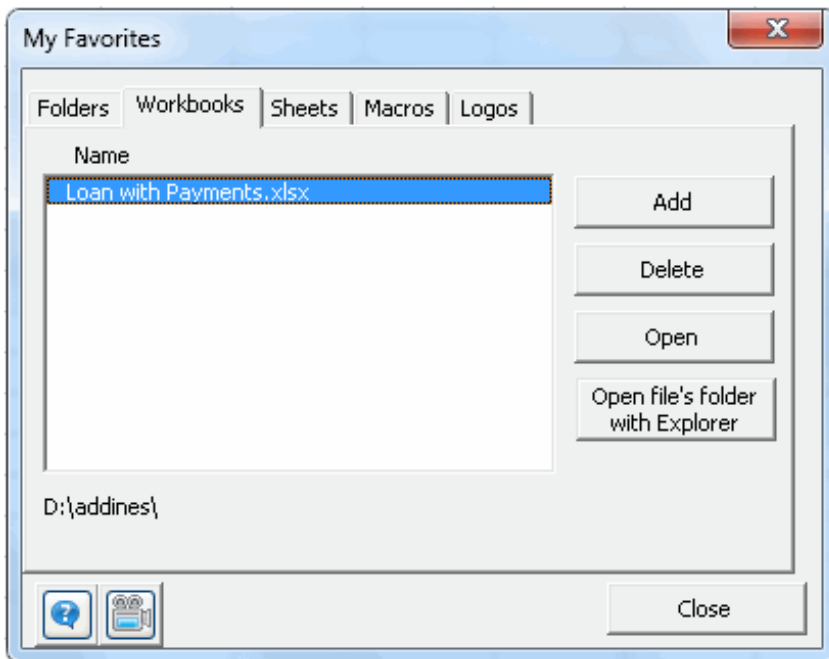 My Favorites
Folders Workbooks Sheets Macros Logos
Name
Loan with Payments.xlsx
Add
Delete
Open
Open file's folder
with Explorer
D:\addines\
Close